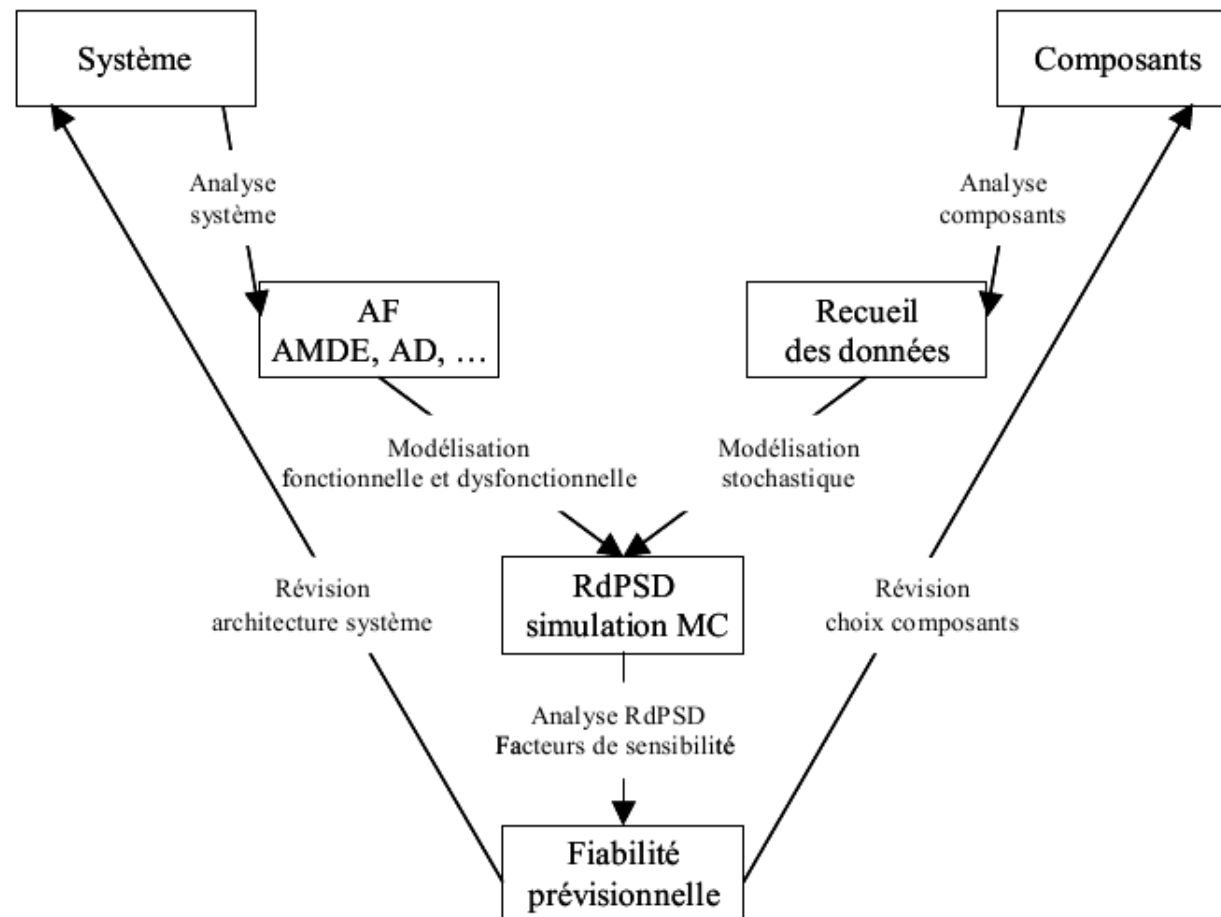 Système
Composants
Analyse
système
Analyse
composants
AF
AMDE, AD, …
Recueil
des données
Modélisation
fonctionnelle et dysfonctionnelle
Modélisation
stochastique
RdPSD
simulation MC
Révision
architecture système
Révision
choix composants
Analyse RdPSD
Facteurs de sensibilité
Fiabilité
prévisionnelle